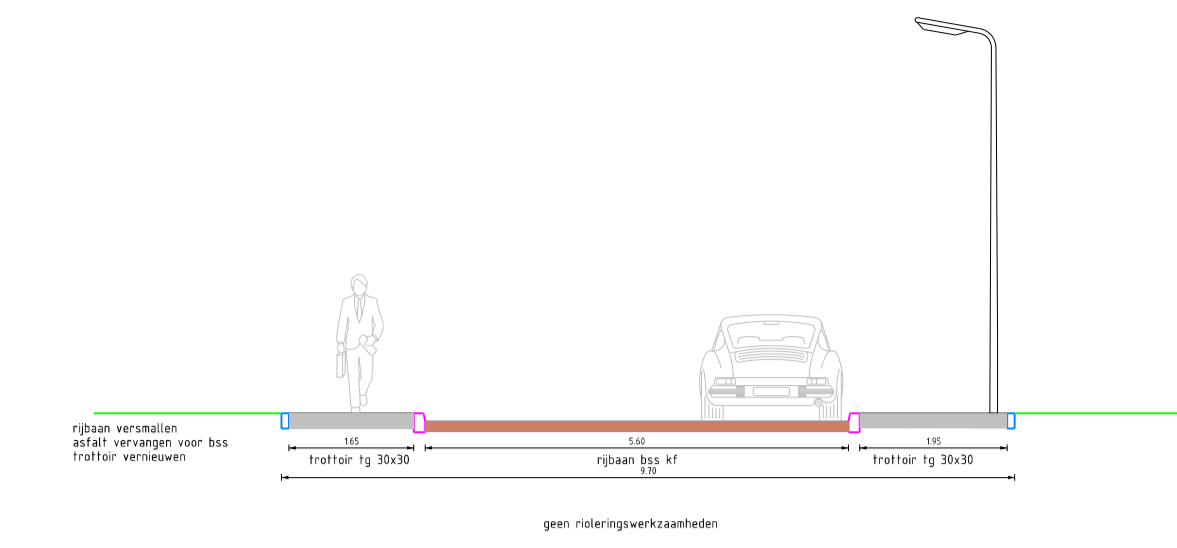 rijbaan versmallen
asfalt vervangen voor bss
trottoir vernieuwen
1.65
trottoir tg 30x30
5.60
rijbaan bss kf
1.95
trottoir tg 30x30
9.70
geen rioleringswerkzaamheden